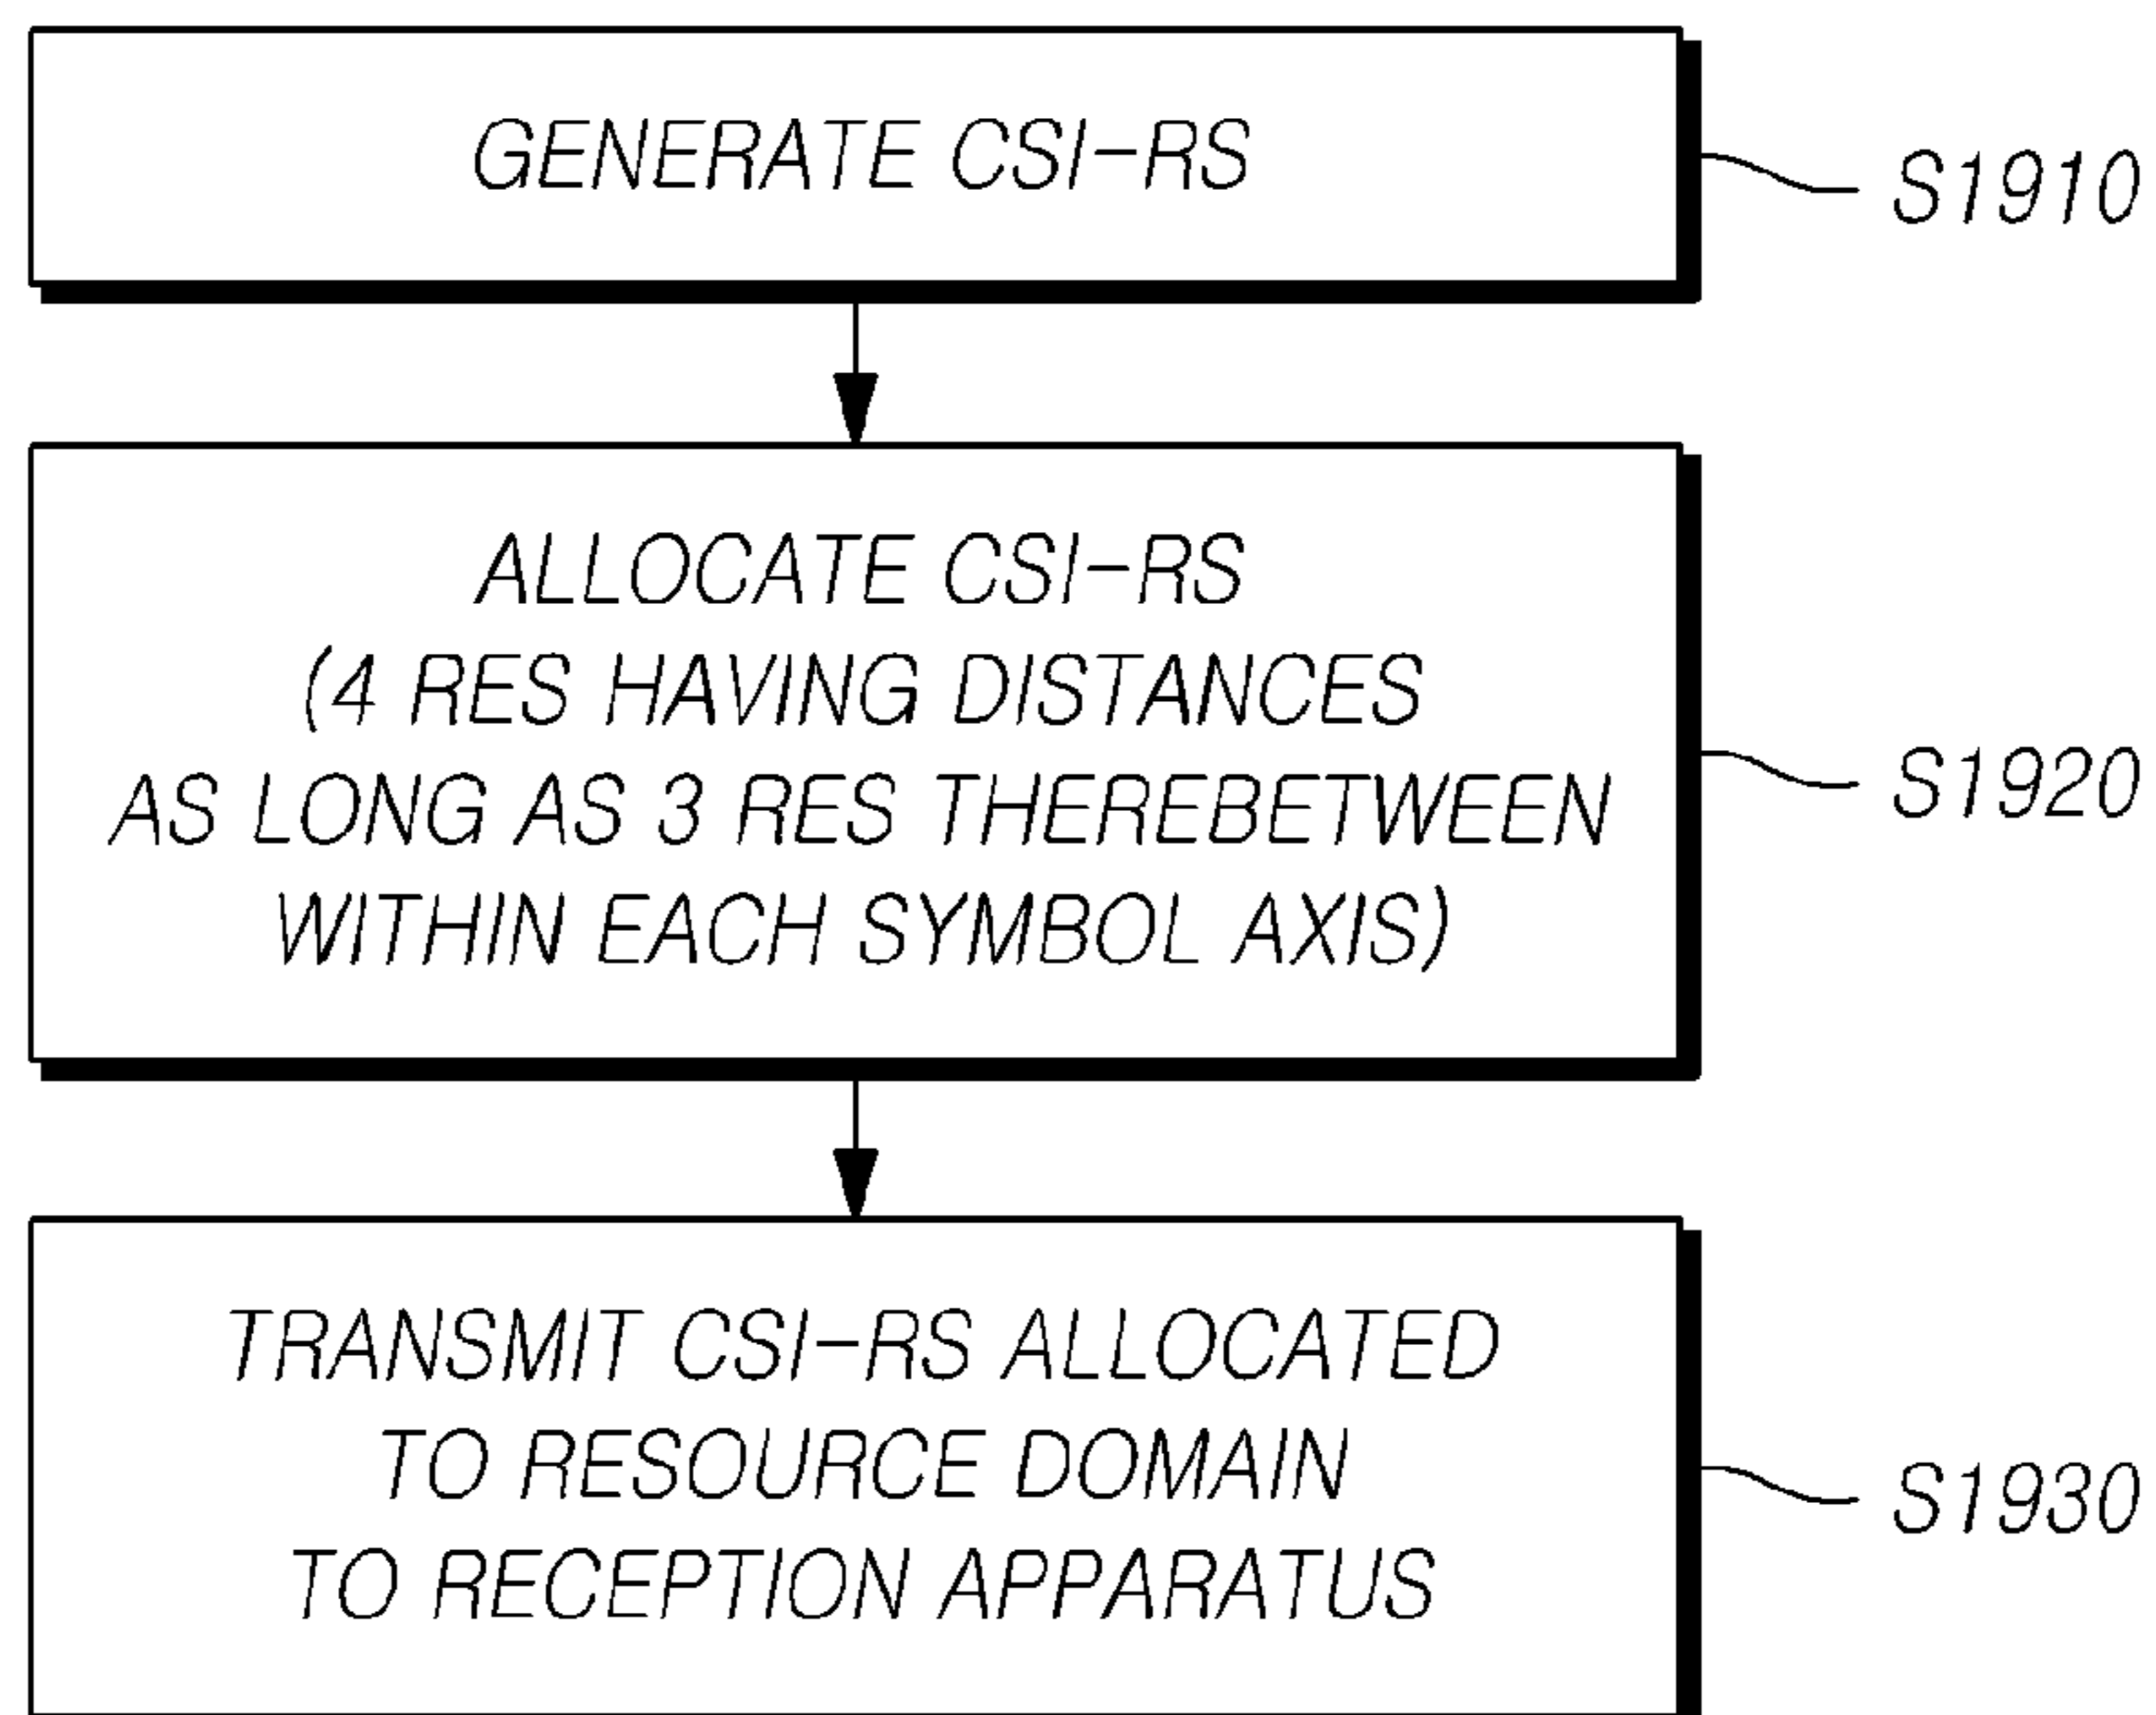 GENERATE CSI-RS
S1910
ALLOCATE CSI-RS
(4 RES HAVING DISTANCES
AS LONG AS 3 RES THEREBETWEEN
WITHIN EACH SYMBOL AXIS)
S1920
TRANSMIT CSI-RS ALLOCATED
TO RESOURCE DOMAIN
TO RECEPTION APPARATUS
S1930